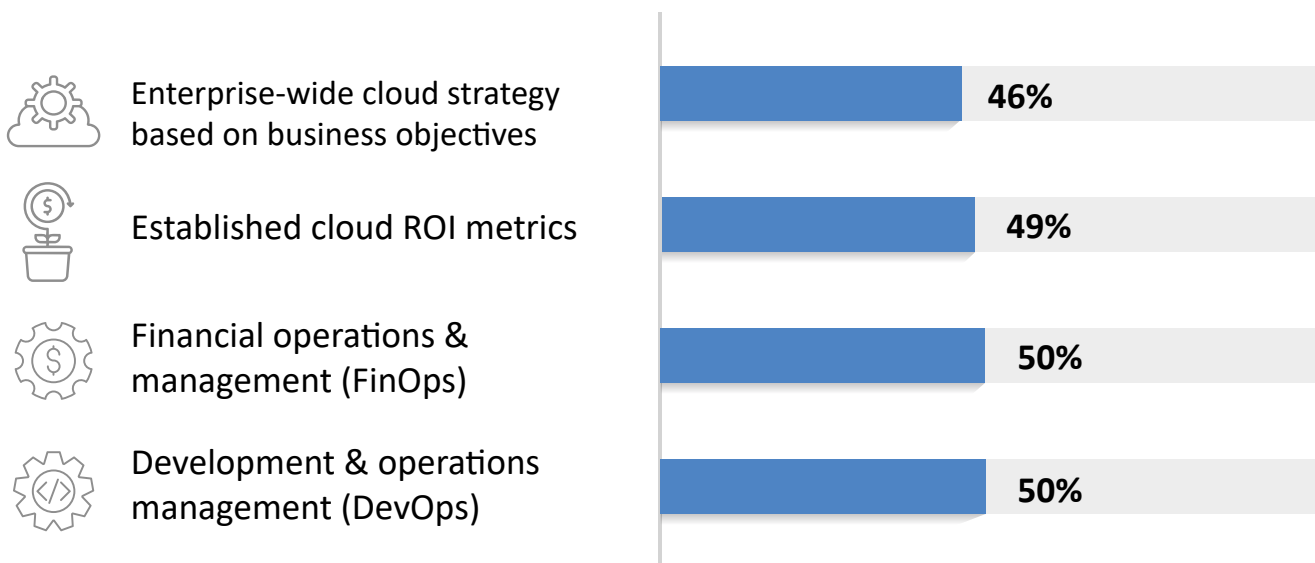 Enterprise-wide cloud strategy
based on business objectives
46%
Established cloud ROI metrics
49%
Financial operations &
management (FinOps)
50%
Development & operations
management (DevOps)
50%